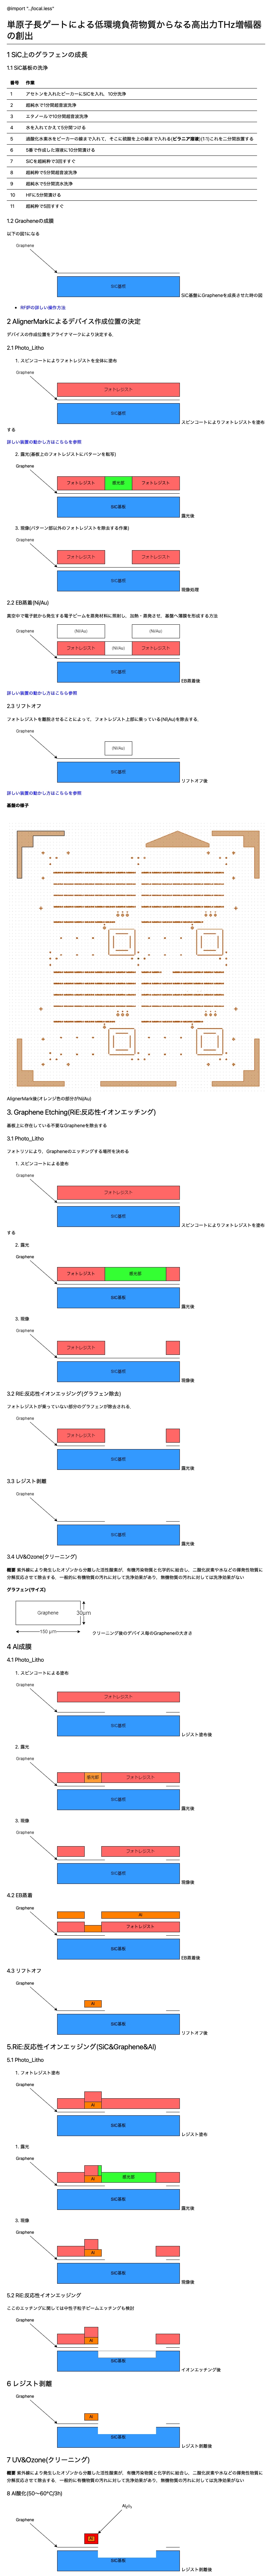 @import "../local.less"
単原子長ゲートによる低環境負荷物質からなる高出力THz増幅器
の創出
1 SiC上のグラフェンの成長
1.1 SiC基板の洗浄
番号 作業
1 アセトンを入れたビーカーにSiCを入れ、10分洗浄
2 超純水で1分間超音波洗浄
3 エタノールで10分間超音波洗浄
4 水を入れてかえて5分間つける
6 5番で作成した溶液に10分間漬ける
7 SiCを超純粋で3回すすぐ
8 超純粋で5分間超音波洗浄
9 超純水で5分間流水洗浄
10 HFに5分間漬ける
11 超純粋で5回すすぐ
1.2 Grapheneの成膜
以下の図1になる
Graphene
SiC基板
SiC基盤にGrapheneを成長させた時の図
RF炉の詳しい操作方法
2 AlignerMarkによるデバイス作成位置の決定
デバイスの作成位置をアライナマークにより決定する.
2.1 Photo_Litho
1. スピンコートによりフォトレジストを全体に塗布
Graphene
フォトレジスト
SiC基板
スピンコートによりフォトレジストを塗布
する
詳しい装置の動かし方はこちらを参照
2. 露光(基板上のフォトレジストにパターンを転写)
Graphene
フォトレジスト 感光部 フォトレジスト
SiC基板
露光後
3. 現像(パターン部以外のフォトレジストを除去する作業)
Graphene
フォトレジスト フォトレジスト
SiC基板
現像処理
2.2 EB蒸着(Ni/Au)
真空中で電子銃から発生する電子ビームを蒸発材料に照射し、加熱・蒸発させ、基盤へ薄膜を形成する方法
Graphene
(Ni/Au) (Ni/Au)
フォトレジスト (Ni/Au) フォトレジスト
SiC基板
EB蒸着後
詳しい装置の動かし方はこちら参照
2.3 リフトオフ
フォトレジストを離脱させることによって、フォトレジスト上部に乗っている(Ni/Au)を除去する.
Graphene
(Ni/Au)
SiC基板
リフトオフ後
詳しい装置の動かし方はこちらを参照
基盤の様子
AlignerMark後(オレンジ色の部分がNi/Au)
3. Graphene Etching(RiE:反応性イオンエッチング)
基板上に存在している不要なGrapheneを除去する
3.1 Photo_Litho
フォトリソにより、Grapheneのエッチングする場所を決める
1. スピンコートによる塗布
Graphene
フォトレジスト
SiC基板
スピンコートによりフォトレジストを塗布
する
2. 露光
Graphene
フォトレジスト 感光部
SiC基板
露光後
3. 現像
Graphene
フォトレジスト
SiC基板
現像後
3.2 RiE:反応性イオンエッジング(グラフェン除去)
フォトレジストが乗っていない部分のグラフェンが除去される.
Graphene
フォトレジスト
SiC基板
露光後
3.3 レジスト剥離
Graphene
SiC基板
露光後
3.4 UV&Ozone(クリーニング)
概要 紫外線により発生したオゾンから分離した活性酸素が、有機汚染物質と化学的に結合し、二酸化炭素や水などの揮発性物質に
分解反応させて除去する. 一般的に有機物質の汚れに対して洗浄効果があり、無機物質の汚れに対しては洗浄効果がない
グラフェン(サイズ)
Graphene
30μm
150 μm
クリーニング後のデバイス毎のGrapheneの大きさ
4 Al成膜
4.1 Photo_Litho
1. スピンコートによる塗布
Graphene
フォトレジスト
SiC基板
レジスト塗布後
2. 露光
Graphene
感光部 フォトレジスト
SiC基板
露光後
3. 現像
Graphene
フォトレジスト
SiC基板
現像後
4.2 EB蒸着
Graphene
Al
フォトレジスト
SiC基板
EB蒸着後
4.3 リフトオフ
Graphene
Al
SiC基板
リフトオフ後
5.RiE:反応性イオンエッジング(SiC&Graphene&Al)
5.1 Photo_Litho
1. フォトレジスト塗布
Graphene
Al フォトレジスト
SiC基板
レジスト塗布
1. 露光
Graphene
Al 感光部
SiC基板
露光後
3. 現像
Graphene
Al
SiC基板
現像後
5.2 RiE:反応性イオンエッジング
ここのエッチングに関しては中性子粒子ビームエッチングも検討
Graphene
Al
SiC基板
イオンエッチング後
6 レジスト剥離
Graphene
Al
SiC基板
レジスト剥離後
7 UV&Ozone(クリーニング)
概要 紫外線により発生したオゾンから分離した活性酸素が、有機汚染物質と化学的に結合し、二酸化炭素や水などの揮発性物質に
分解反応させて除去する. 一般的に有機物質の汚れに対して洗浄効果があり、無機物質の汚れに対しては洗浄効果がない
8 Al酸化(50〜60°C/3h)
Al₂O₃
Graphene
Al
SiC基板
レジスト剥離後